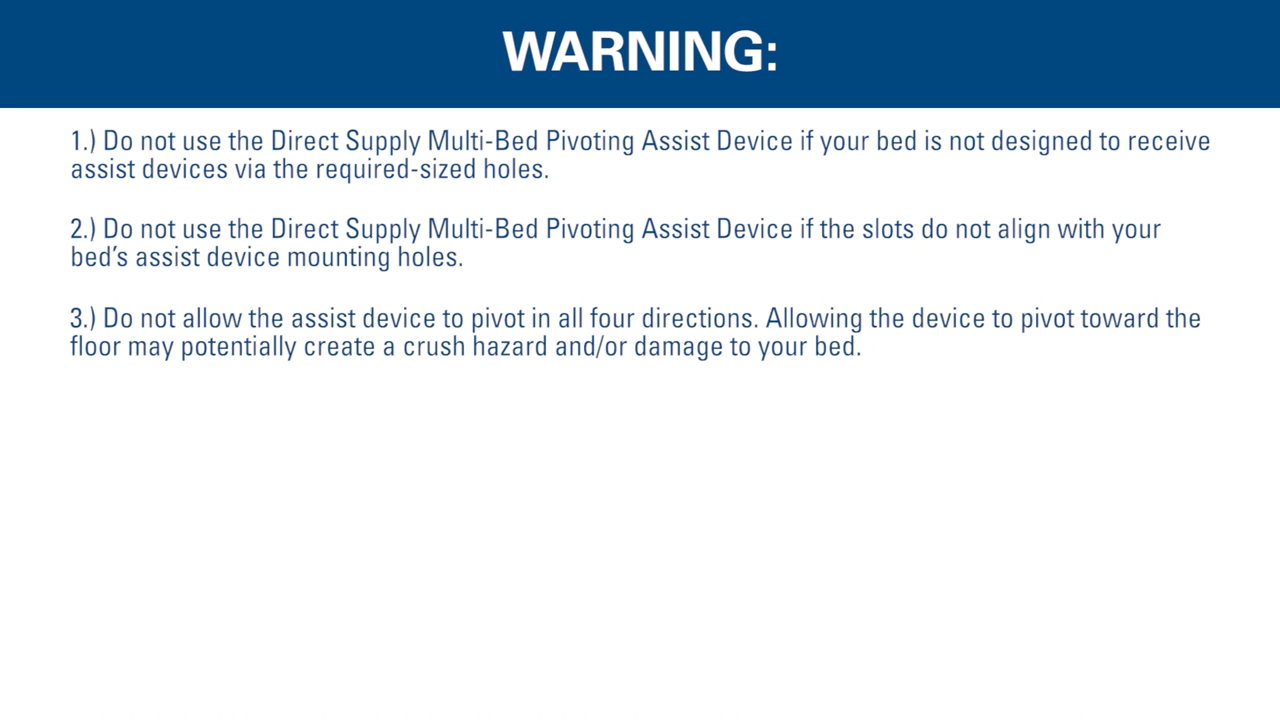 WARNING:
1.) Do not use the Direct Supply Multi-Bed Pivoting Assist Device if your bed is not designed to receive
assist devices via the required-sized holes.
2.) Do not use the Direct Supply Multi-Bed Pivoting Assist Device if the slots do not align with your
bed's assist device mounting holes.
3.) Do not allow the assist device to pivot in all four directions. Allowing the device to pivot toward the
floor may potentially create a crush hazard and/or damage to your bed.